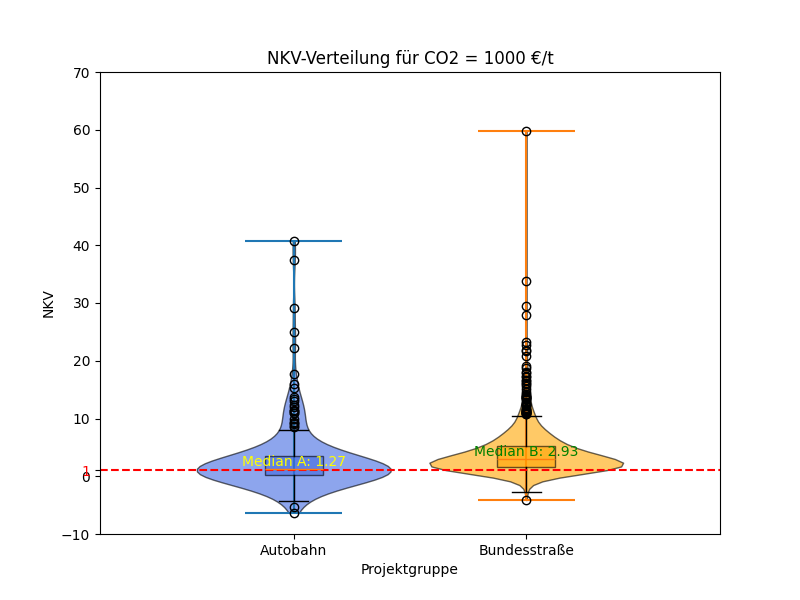 NKV-Verteilung für CO2 = 1000 €/t
NKV
70
60
50
40
30
20
10
1
0
−10
Median A: 1.27
Median B: 2.93
Autobahn
Bundesstraße
Projektgruppe